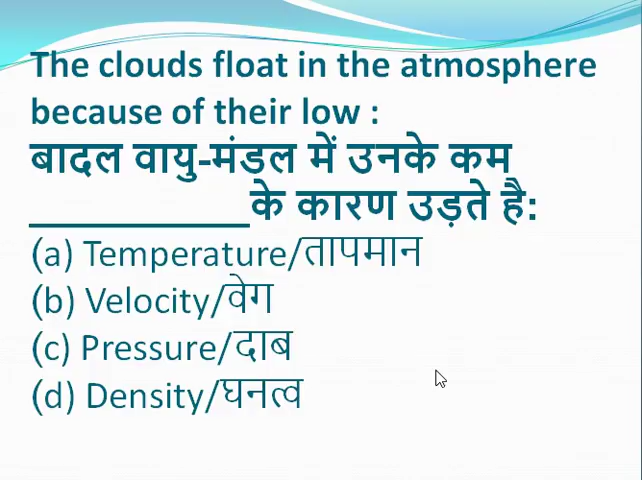 The clouds float in the atmosphere
because of their low :
बादल वायु-मंडल में उनके कम
___________के कारण उड़ते है:
(a) Temperature/तापमान
(b) Velocity/वेग
(c) Pressure/दाब
(d) Density/घनत्व